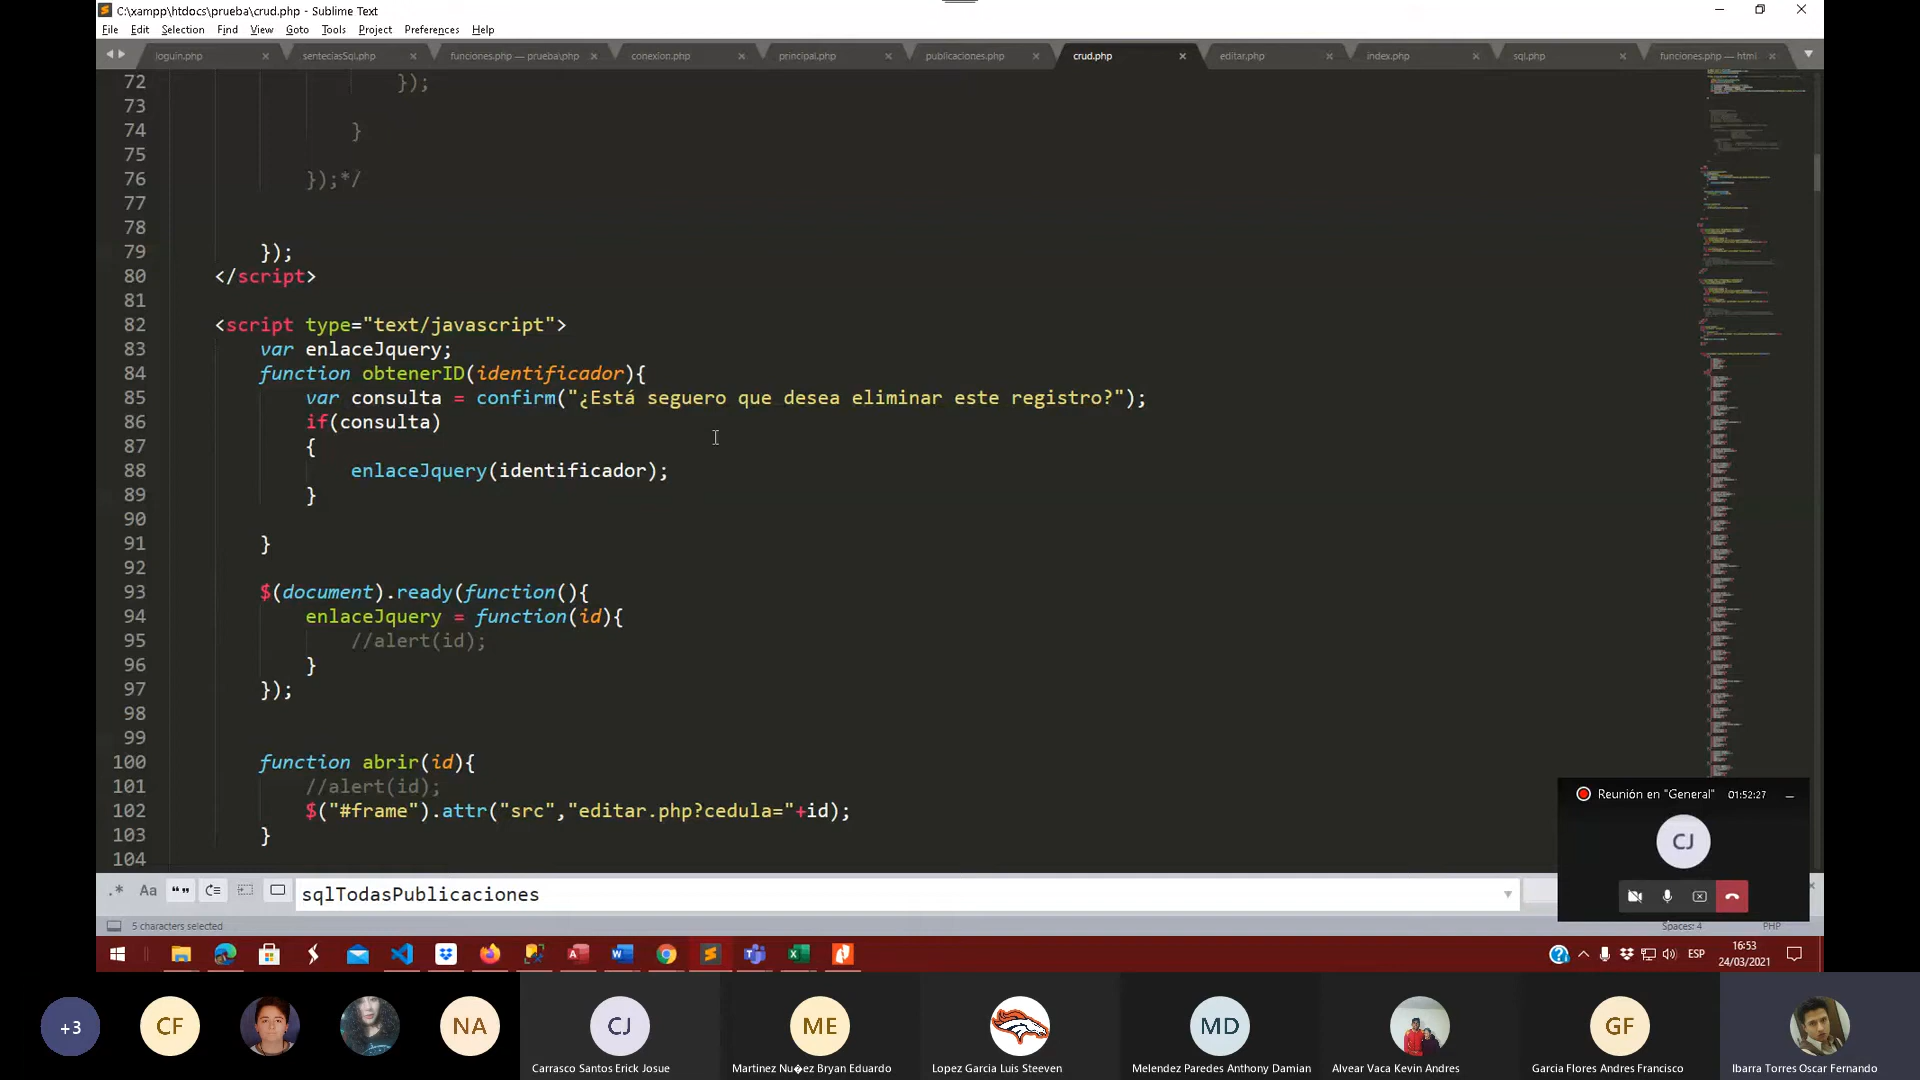 C:\xampp\htdocs\prueba\crud.php - Sublime Text
File Edit Selection Find View Goto Tools Project Preferences Help
loguin.php senteciasSql.php funciones.php — prueba\php conexion.php principal.php publicaciones.php crud.php editar.php index.php sql.php funciones.php — html
72 });
73
74 }
75
76 });*/
77
78
79 });
80 </script>
81
82 <script type="text/javascript">
83 var enlaceJquery;
84 function obtenerID(identificador){
85 var consulta = confirm("¿Está seguero que desea eliminar este registro?");
86 if(consulta)
87 {
88 enlaceJquery(identificador);
89 }
90
91 }
92
93 $(document).ready(function(){
94 enlaceJquery = function(id){
95 //alert(id);
96 }
97 });
98
99
100 function abrir(id){
101 //alert(id);
102 $("#frame").attr("src","editar.php?cedula="+id);
103 }
104
Reunión en "General" 01:52:27
CJ
.* Aa “” sqlTodasPublicaciones
5 characters selected Spaces: 4 PHP
ESP 16:53
24/03/2021
+3 CF NA CJ ME MD GF
Carrasco Santos Erick Josue Martinez Nu�ez Bryan Eduardo Lopez Garcia Luis Steeven Melendez Paredes Anthony Damian Alvear Vaca Kevin Andres Garcia Flores Andres Francisco Ibarra Torres Oscar Fernando